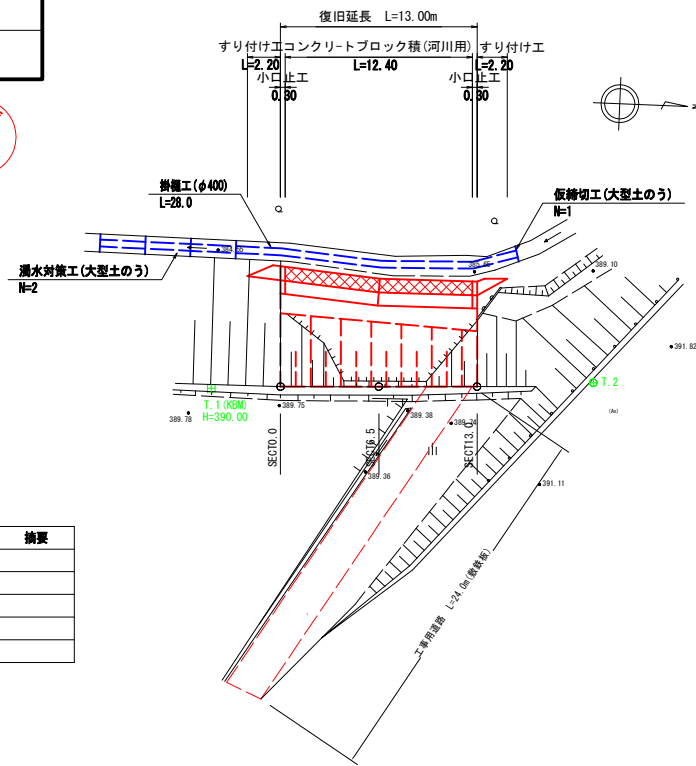 復旧延長 L=13.00m
すり付け工
コンクリートブロック積(河川用)
すり付け工
L=2.20
L=12.40
L=2.20
小口止工
小口止工
0.30
0.30
掛樋工(φ400)
L=28.0
仮締切工(大型土のう)
N=1
濁水対策工(大型土のう)
N=2
389.10
391.82
T.1(KBM)
H=390.00
T.2
(As)
389.78
389.75
389.38
389.74
389.36
391.11
SECT0.0
SECT6.5
SECT13.0
工事用道路 L=24.0m(敷鉄板)
摘要